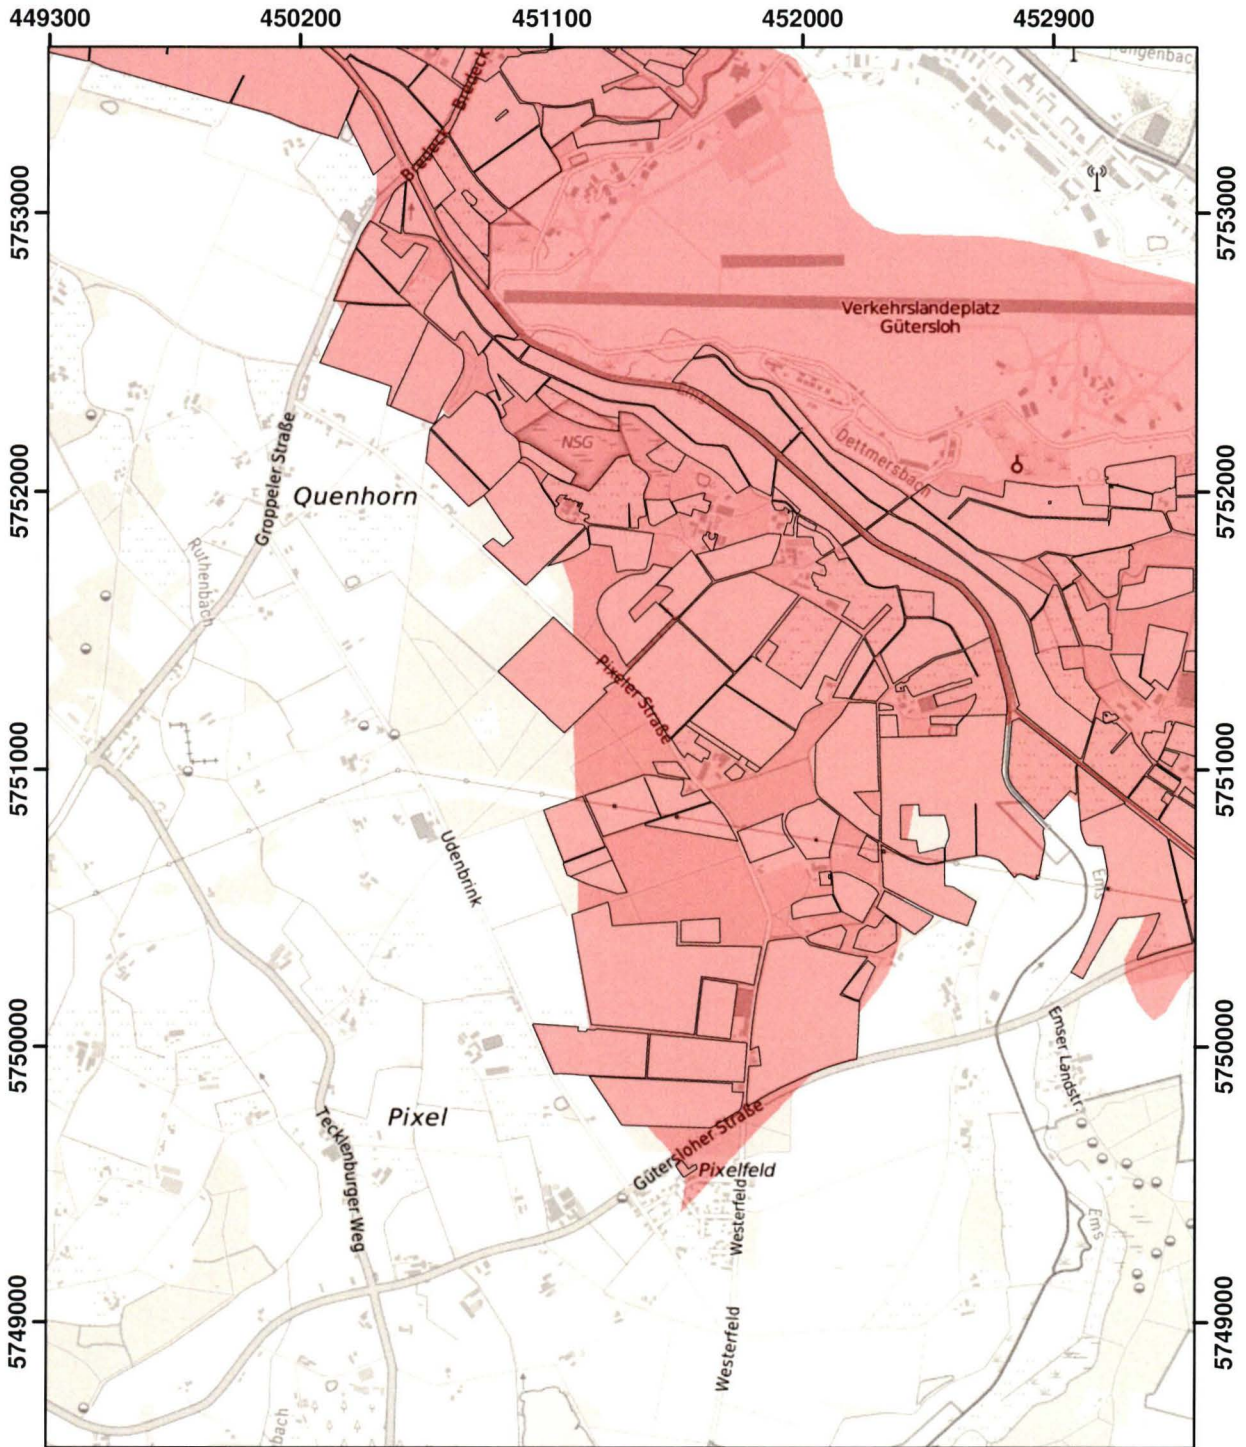 449300 450200 451100 452000 452900
Bredeck
Bredeck
5753000
5753000
Verkehrslandeplatz
Gütersloh
Ems
NSG
Dettmersbach
5752000
5752000
Groppeler Straße
Quenhorn
Ruthenbach
Pixeler Straße
5751000
5751000
Udenbrink
Ems
5750000
5750000
Emser Landstr.
Tecklenburger Weg
Pixel
Gütersloher Straße
Pixelfeld
Westerfeld
Ems
5749000
5749000
Westerfeld